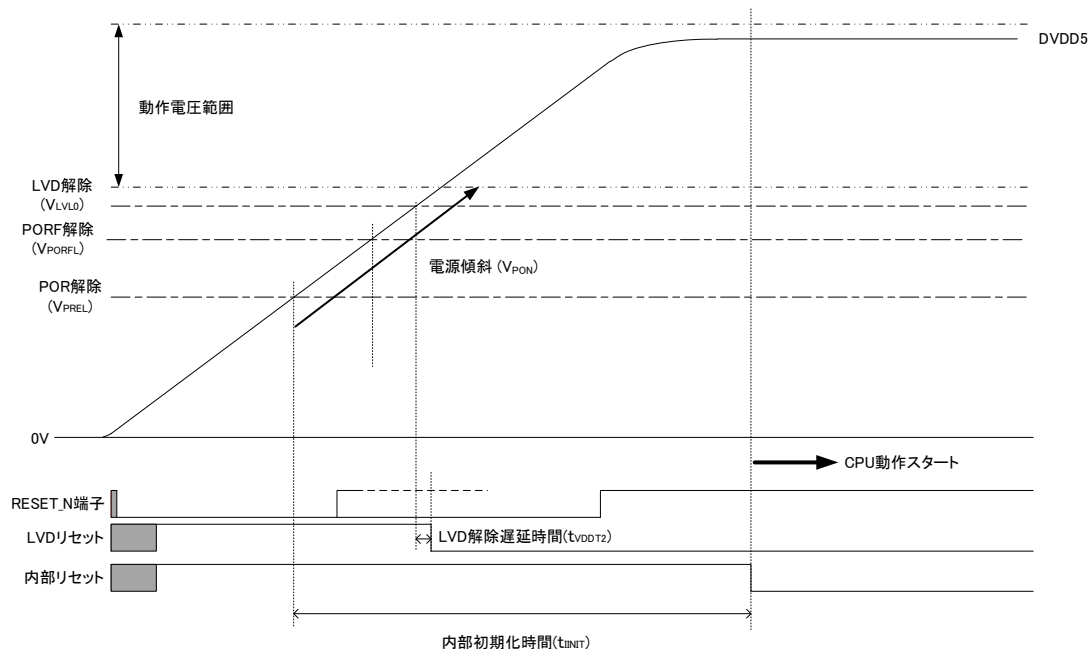 DVDD5
動作電圧範囲
LVD解除
(VLVL0)
PORF解除
(VPORFL)
電源傾斜 (VPON)
POR解除
(VPREL)
0V
CPU動作スタート
RESET_N端子
LVDリセット
LVD解除遅延時間(tVDDT2)
内部リセット
内部初期化時間(tIINIT)